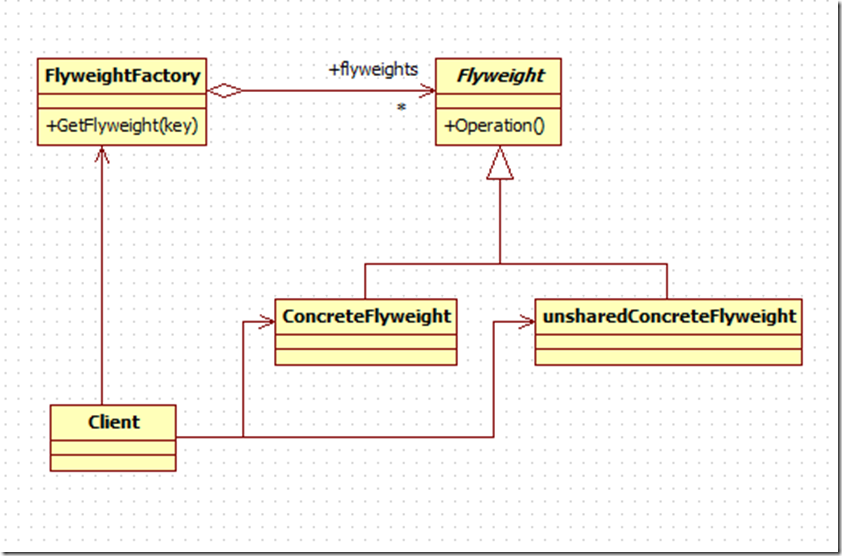 FlyweightFactory
+GetFlyweight(key)
+flyweights
*
Flyweight
+Operation()
ConcreteFlyweight
unsharedConcreteFlyweight
Client